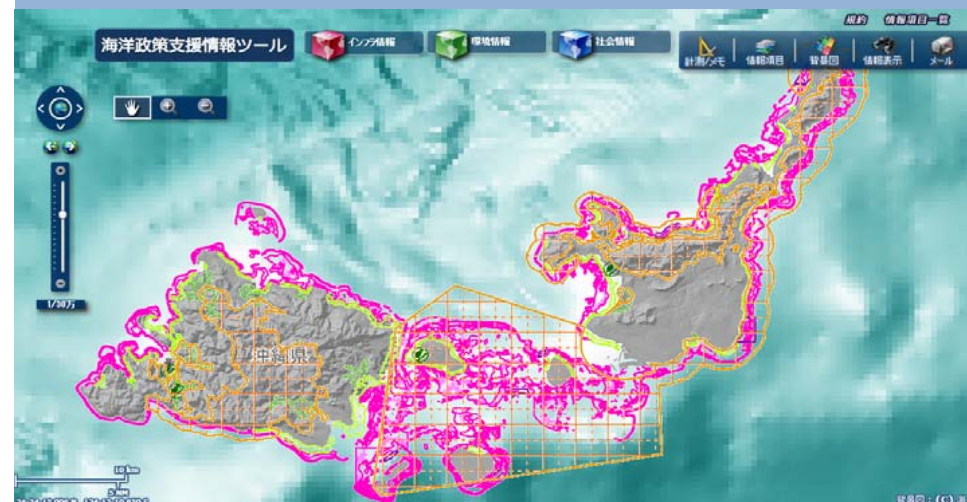 規約 情報項目一覧
海洋政策支援情報ツール
インフラ情報
環境情報
社会情報
計測/メモ
情報項目
背景図
情報表示
メール
1/30万
沖縄県
10 km
5 NM
背景図：(C)